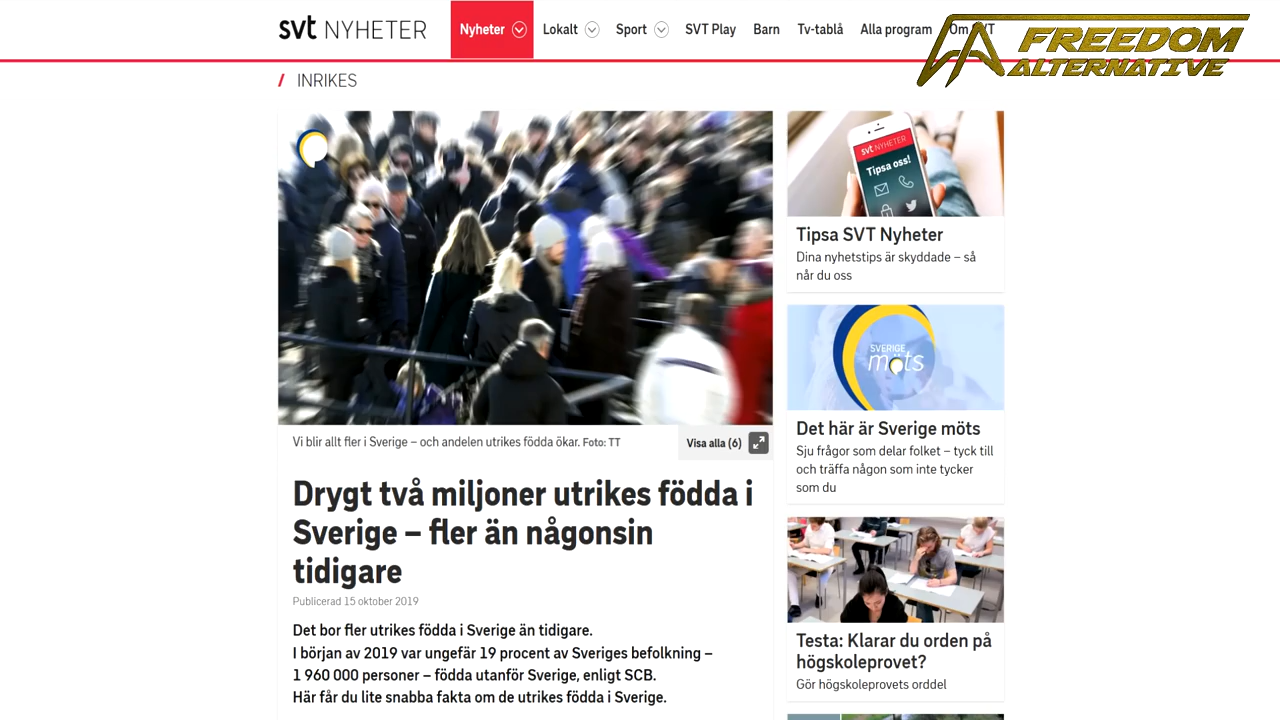 svt NYHETER
Nyheter
Lokalt
Sport
SVT Play
Barn
Tv-tablå
Alla program
Om SVT
FREEDOM
ALTERNATIVE
/ INRIKES
Vi blir allt fler i Sverige – och andelen utrikes födda ökar. Foto: TT
Visa alla (6)
Drygt två miljoner utrikes födda i
Sverige – fler än någonsin
tidigare
Publicerad 15 oktober 2019
Det bor fler utrikes födda i Sverige än tidigare.
I början av 2019 var ungefär 19 procent av Sveriges befolkning –
1 960 000 personer – födda utanför Sverige, enligt SCB.
Här får du lite snabba fakta om de utrikes födda i Sverige.
svt NYHETER
Tipsa oss!
Tipsa SVT Nyheter
Dina nyhetstips är skyddade – så
når du oss
SVERIGE
möts
Det här är Sverige möts
Sju frågor som delar folket – tyck till
och träffa någon som inte tycker
som du
Testa: Klarar du orden på
högskoleprovet?
Gör högskoleprovets orddel